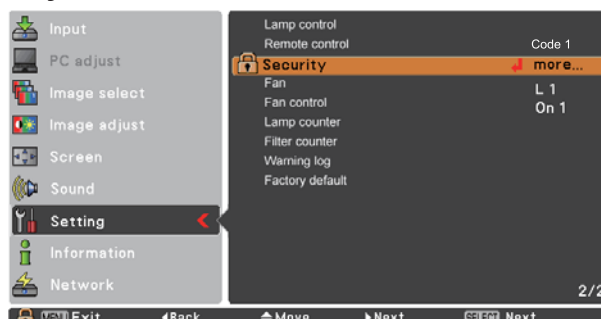 Input
PC adjust
Image select
Image adjust
Screen
Sound
Setting
Information
Network
Lamp control
Remote control Code 1
Security more...
Fan L 1
Fan control On 1
Lamp counter
Filter counter
Warning log
Factory default
2/2
MENU Exit Back Move Next SELECT Next